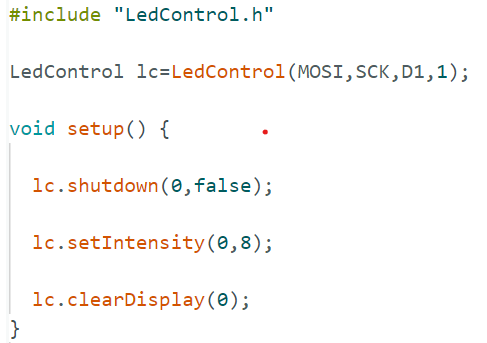 #include "LedControl.h"
LedControl lc=LedControl(MOSI,SCK,D1,1);
void setup() {
lc.shutdown(0,false);
lc.setIntensity(0,8);
lc.clearDisplay(0);
}